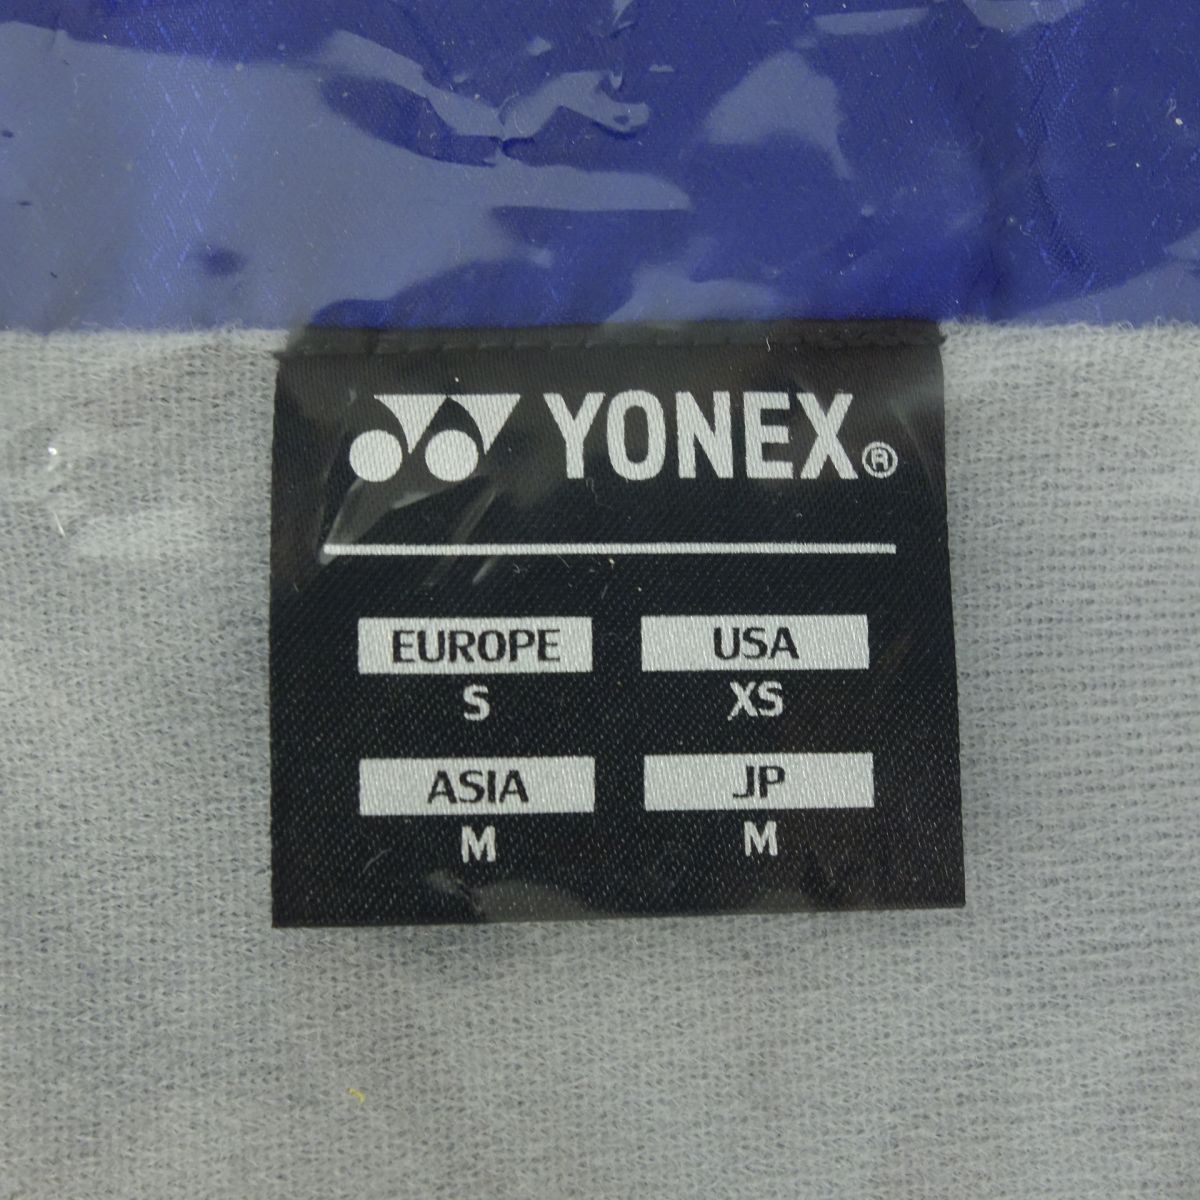 YONEX®
EUROPE USA
S XS
ASIA JP
M M